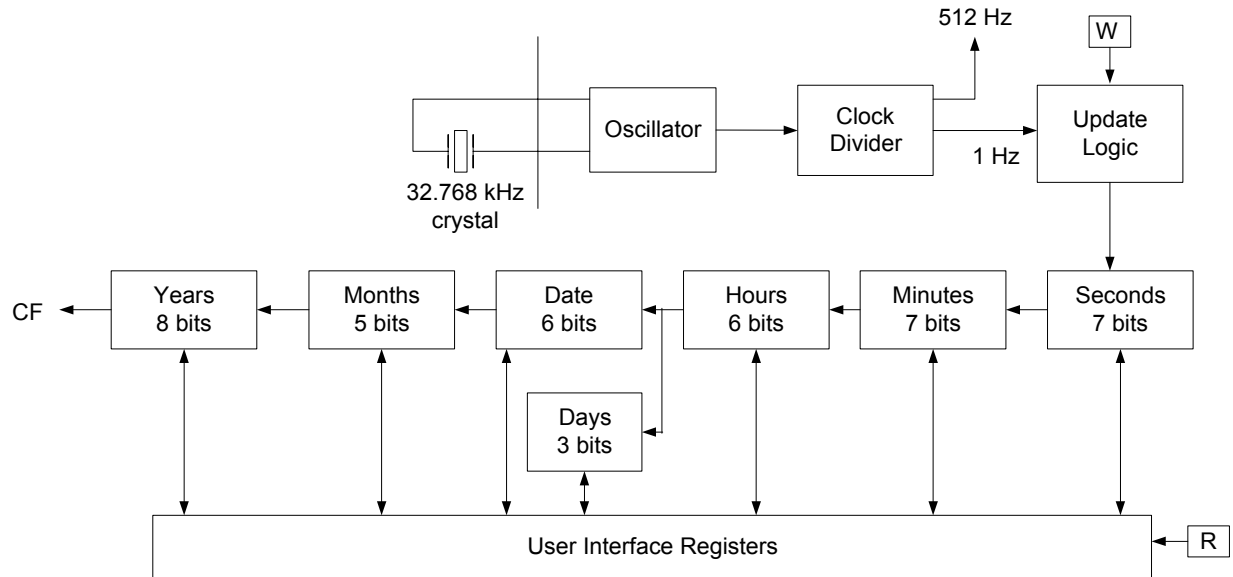 512 Hz
W
Oscillator
Clock
Divider
Update
Logic
1 Hz
32.768 kHz
crystal
CF
Years
8 bits
Months
5 bits
Date
6 bits
Hours
6 bits
Minutes
7 bits
Seconds
7 bits
Days
3 bits
User Interface Registers
R